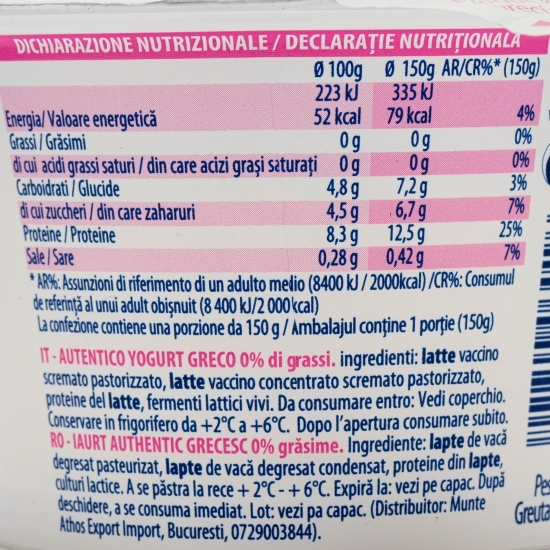 DICHIARAZIONE NUTRIZIONALE / DECLARAȚIE NUTRIȚIONALĂ
Ø 100g Ø 150g AR/CR%* (150g)
223 kJ 335 kJ
Energia/ Valoare energetică 52 kcal 79 kcal 4%
Grassi / Grăsimi 0 g 0 g 0%
di cui acidi grassi saturi / din care acizi grași saturați 0 g 0 g 0%
Carboidrati / Glucide 4,8 g 7,2 g 3%
di cui zuccheri / din care zaharuri 4,5 g 6,7 g 7%
Proteine / Proteine 8,3 g 12,5 g 25%
Sale / Sare 0,28 g 0,42 g 7%
* AR%: Assunzioni di riferimento di un adulto medio (8400 kJ / 2000kcal) /CR%: Consumul
de referință al unui adult obișnuit (8 400 kJ/2 000 kcal)
La confezione contiene una porzione da 150 g / Ambalajul conține 1 porție (150g)
IT - AUTENTICO YOGURT GRECO 0% di grassi. ingredienti: latte vaccino
scremato pastorizzato, latte vaccino concentrato scremato pastorizzato,
proteine del latte, fermenti lattici vivi. Da consumare entro: Vedi coperchio.
Conservare in frigorifero da +2°C a +6°C. Dopo l'apertura consumare subito.
RO - IAURT AUTHENTIC GRECESC 0% grăsime. Ingrediente: lapte de vacă
degresat pasteurizat, lapte de vacă degresat condensat, proteine din lapte,
culturi lactice. A se păstra la rece + 2°C - + 6°C. Expiră la: vezi pe capac. După
deschidere, a se consuma imediat. Lot: vezi pa capac. (Distribuitor: Munte
Athos Export Import, Bucuresti, 0729003844).